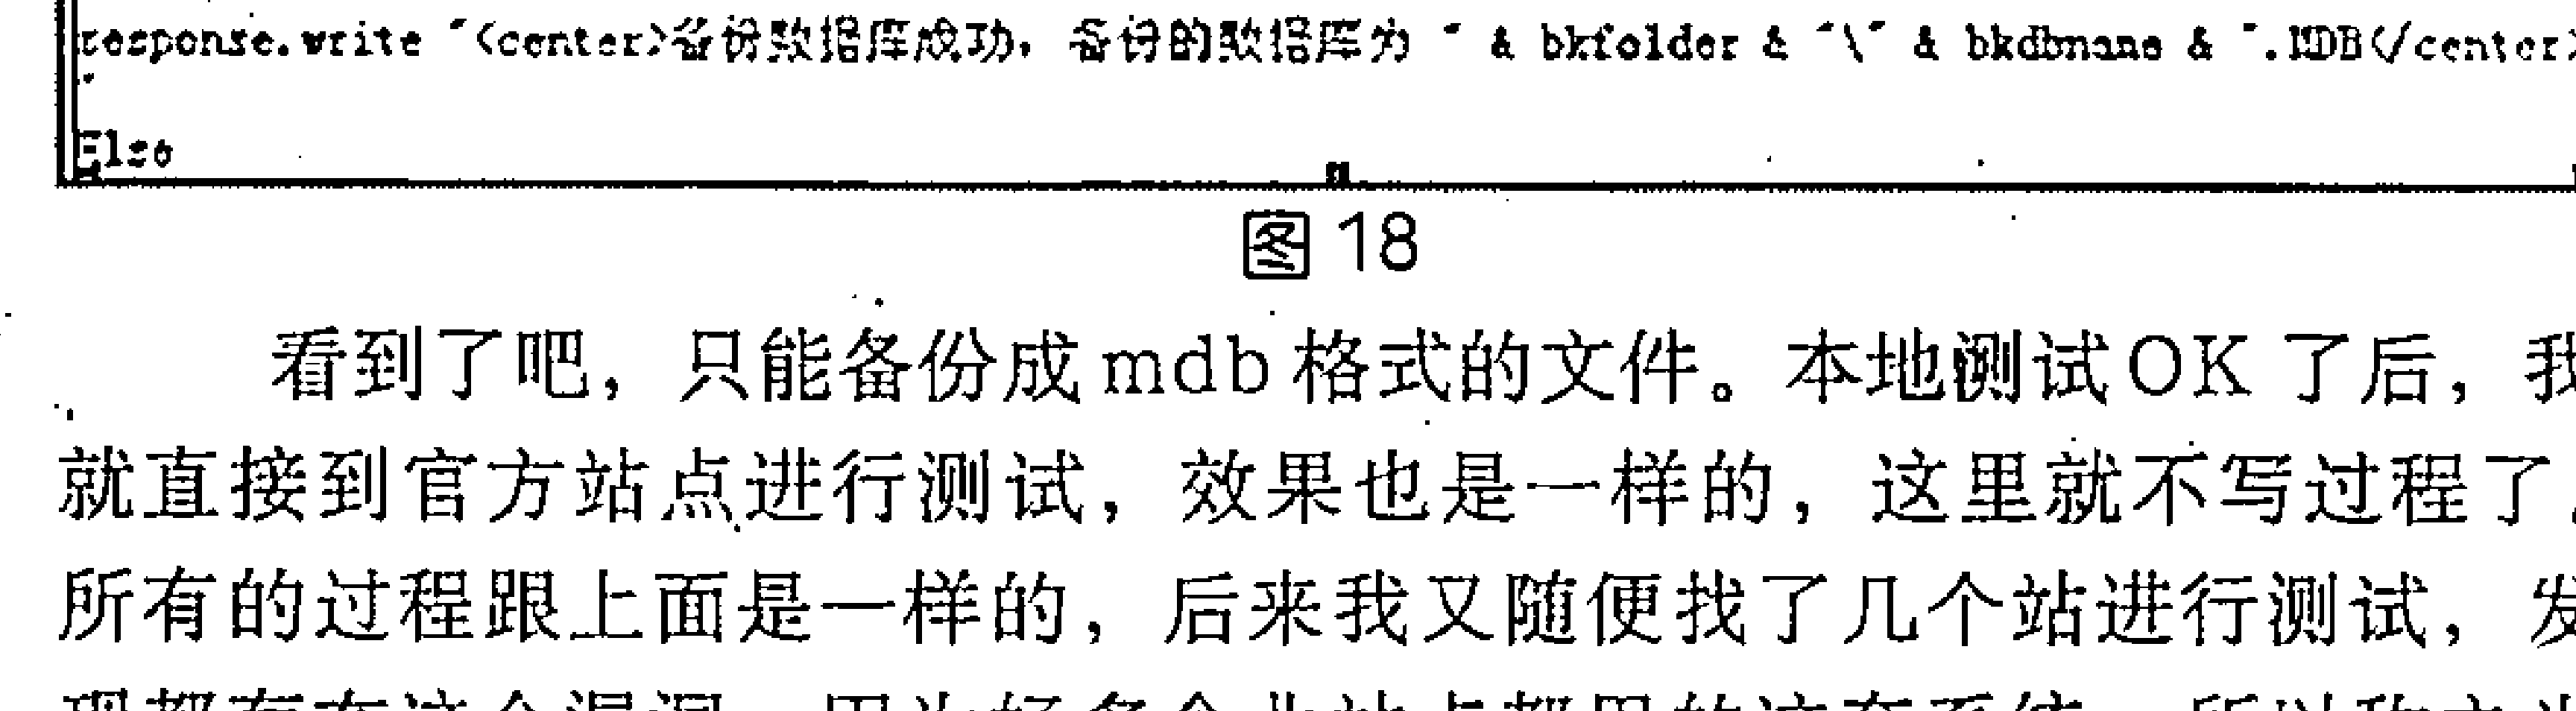 response.write "<center>备份数据库成功，备份的数据库为 " & bkfolder & "\" & bkdbname & ".MDB</center>
"
Else
图 18
看到了吧，只能备份成 mdb 格式的文件。本地测试 OK 了后，我
就直接到官方站点进行测试，效果也是一样的，这里就不写过程了。
所有的过程跟上面是一样的，后来我又随便找了几个站进行测试，发